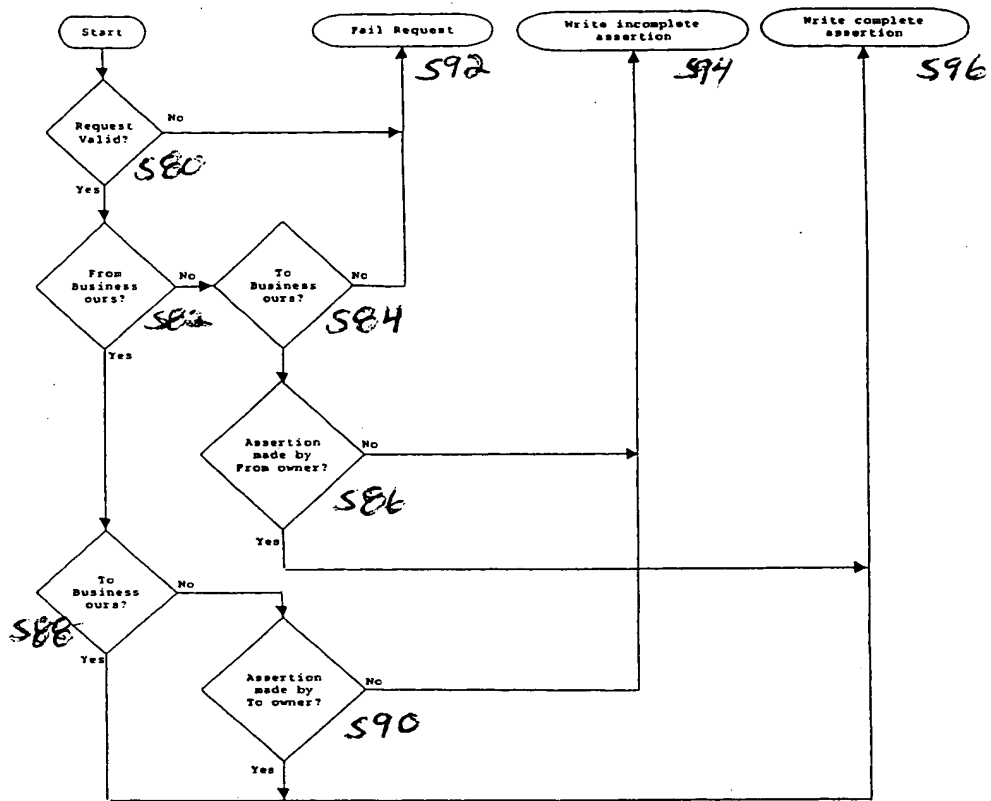 Start
Fail Request
Write incomplete
assertion
Write complete
assertion
S92
S94
S96
Request
Valid?
No
S80
Yes
From
Business
ours?
No
To
Business
ours?
No
S82
S84
Yes
Assertion
made by
From owner?
No
S86
Yes
To
Business
ours?
No
S88
Yes
Assertion
made by
To owner?
No
S90
Yes